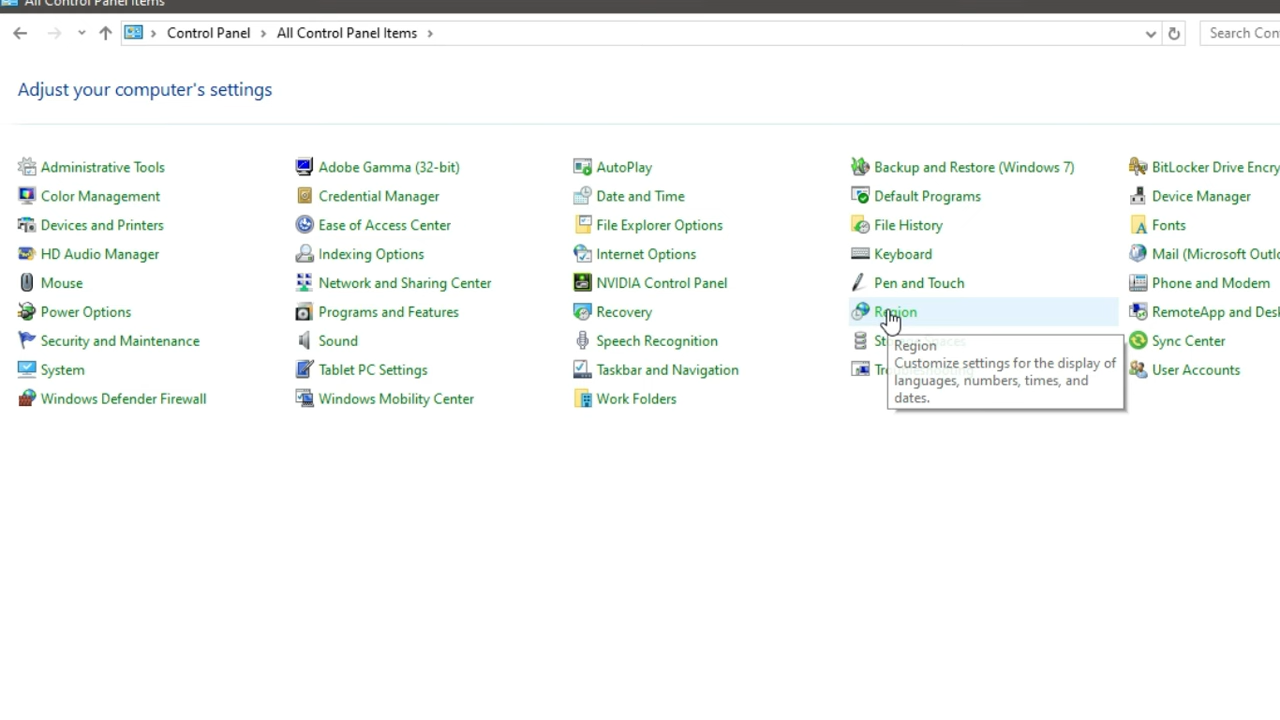 All Control Panel Items
Control Panel > All Control Panel Items >
Search Con
Adjust your computer's settings
Administrative Tools
Adobe Gamma (32-bit)
AutoPlay
Backup and Restore (Windows 7)
BitLocker Drive Encry
Color Management
Credential Manager
Date and Time
Default Programs
Device Manager
Devices and Printers
Ease of Access Center
File Explorer Options
File History
Fonts
HD Audio Manager
Indexing Options
Internet Options
Keyboard
Mail (Microsoft Outlo
Mouse
Network and Sharing Center
NVIDIA Control Panel
Pen and Touch
Phone and Modem
Power Options
Programs and Features
Recovery
Region
RemoteApp and Desk
Security and Maintenance
Sound
Speech Recognition
Sync Center
System
Tablet PC Settings
Taskbar and Navigation
User Accounts
Windows Defender Firewall
Windows Mobility Center
Work Folders
Region
Customize settings for the display of
languages, numbers, times, and
dates.